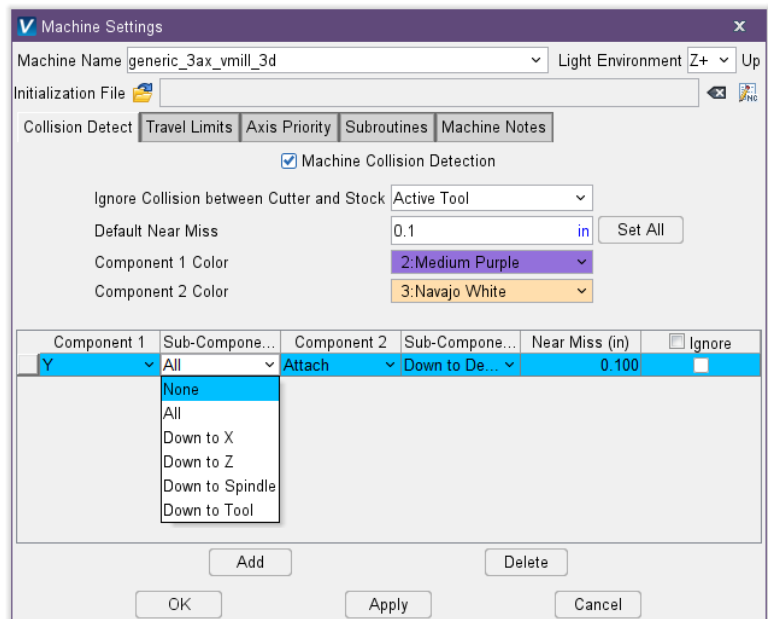 Machine Settings x
Machine Name generic_3ax_vmill_3d Light Environment Z+ Up
Initialization File NC
Collision Detect Travel Limits Axis Priority Subroutines Machine Notes
Machine Collision Detection
Ignore Collision between Cutter and Stock Active Tool
Default Near Miss 0.1 in Set All
Component 1 Color 2:Medium Purple
Component 2 Color 3:Navajo White
Component 1 Sub-Compone... Component 2 Sub-Compone... Near Miss (in) Ignore
Y All Attach Down to De... 0.100
None
All
Down to X
Down to Z
Down to Spindle
Down to Tool
Add Delete
OK Apply Cancel